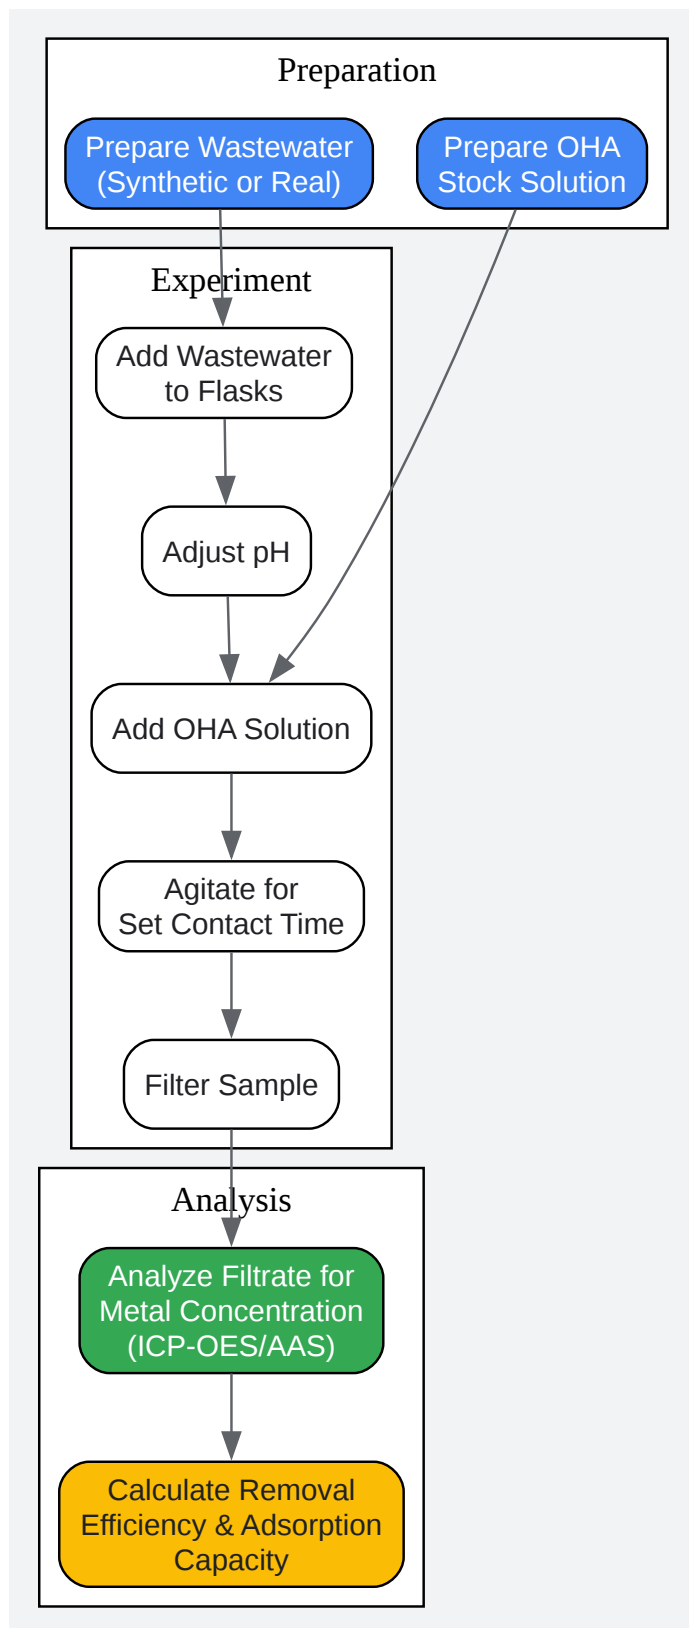 Preparation
Prepare Wastewater
(Synthetic or Real)
Prepare OHA
Stock Solution
Experiment
Add Wastewater
to Flasks
Adjust pH
Add OHA Solution
Agitate for
Set Contact Time
Filter Sample
Analysis
Analyze Filtrate for
Metal Concentration
(ICP-OES/AAS)
Calculate Removal
Efficiency & Adsorption
Capacity